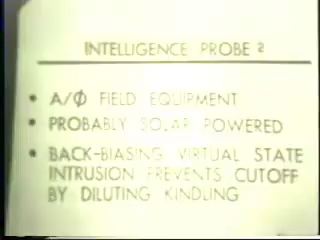 INTELLIGENCE PROBE 2
• A/Φ FIELD EQUIPMENT
• PROBABLY SOLAR POWERED
• BACK-BIASING VIRTUAL STATE
INTRUSION PREVENTS CUTOFF
BY DILUTING KINDLING